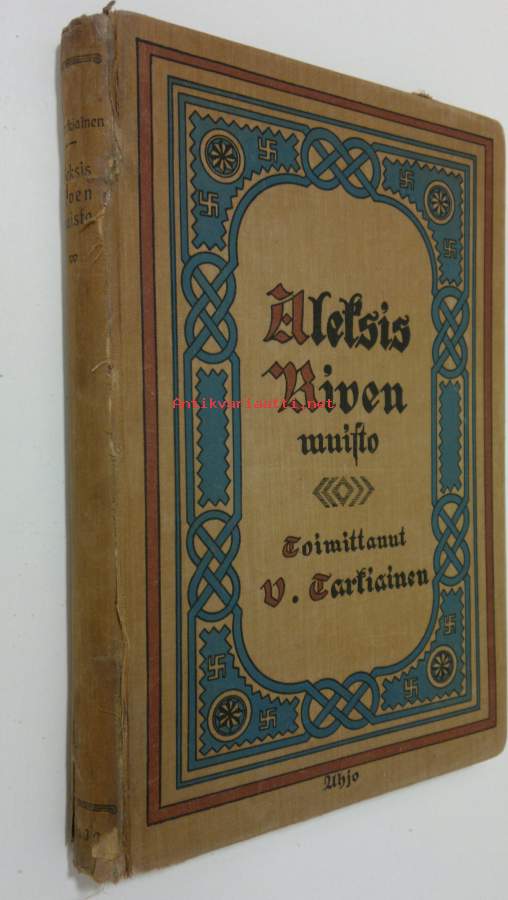 Aleksis
Kiven
muisto
Toimittanut
V. Tarkiainen
Ahjo
Antikvariaatti.net